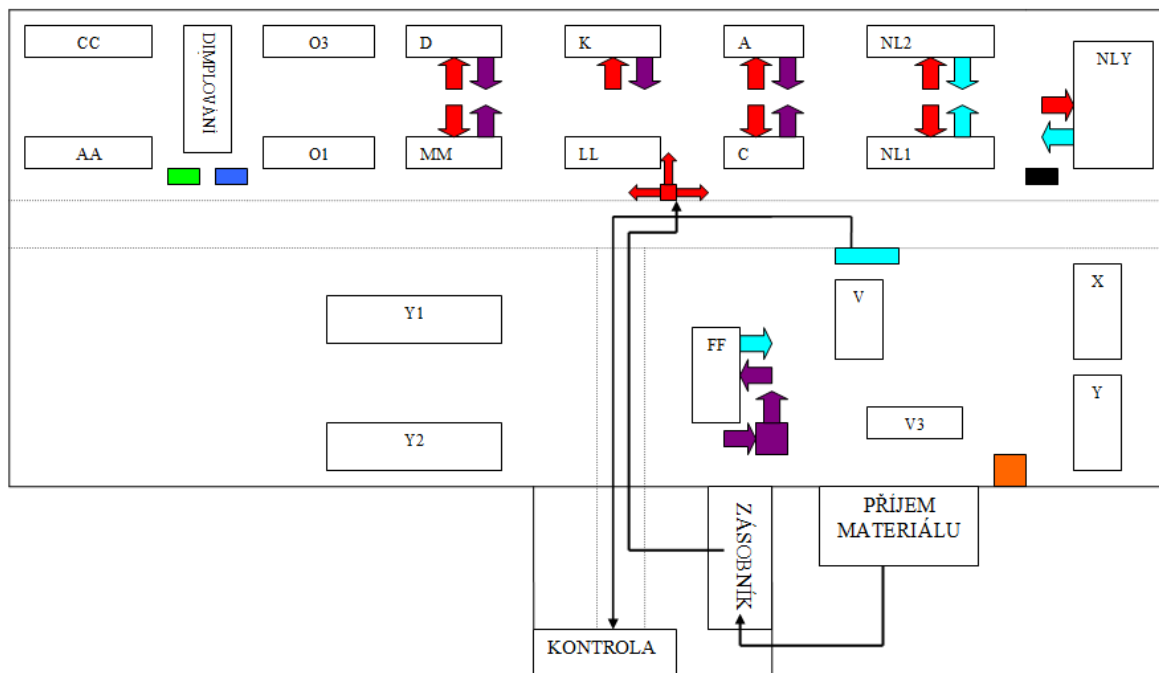 CC
DIMPLOVÁNÍ
O3
D
K
A
NL2
NLY
AA
O1
MM
LL
C
NL1
Y1
V
X
FF
Y2
V3
Y
ZÁSOBNÍK
PŘÍJEM
MATERIÁLU
KONTROLA